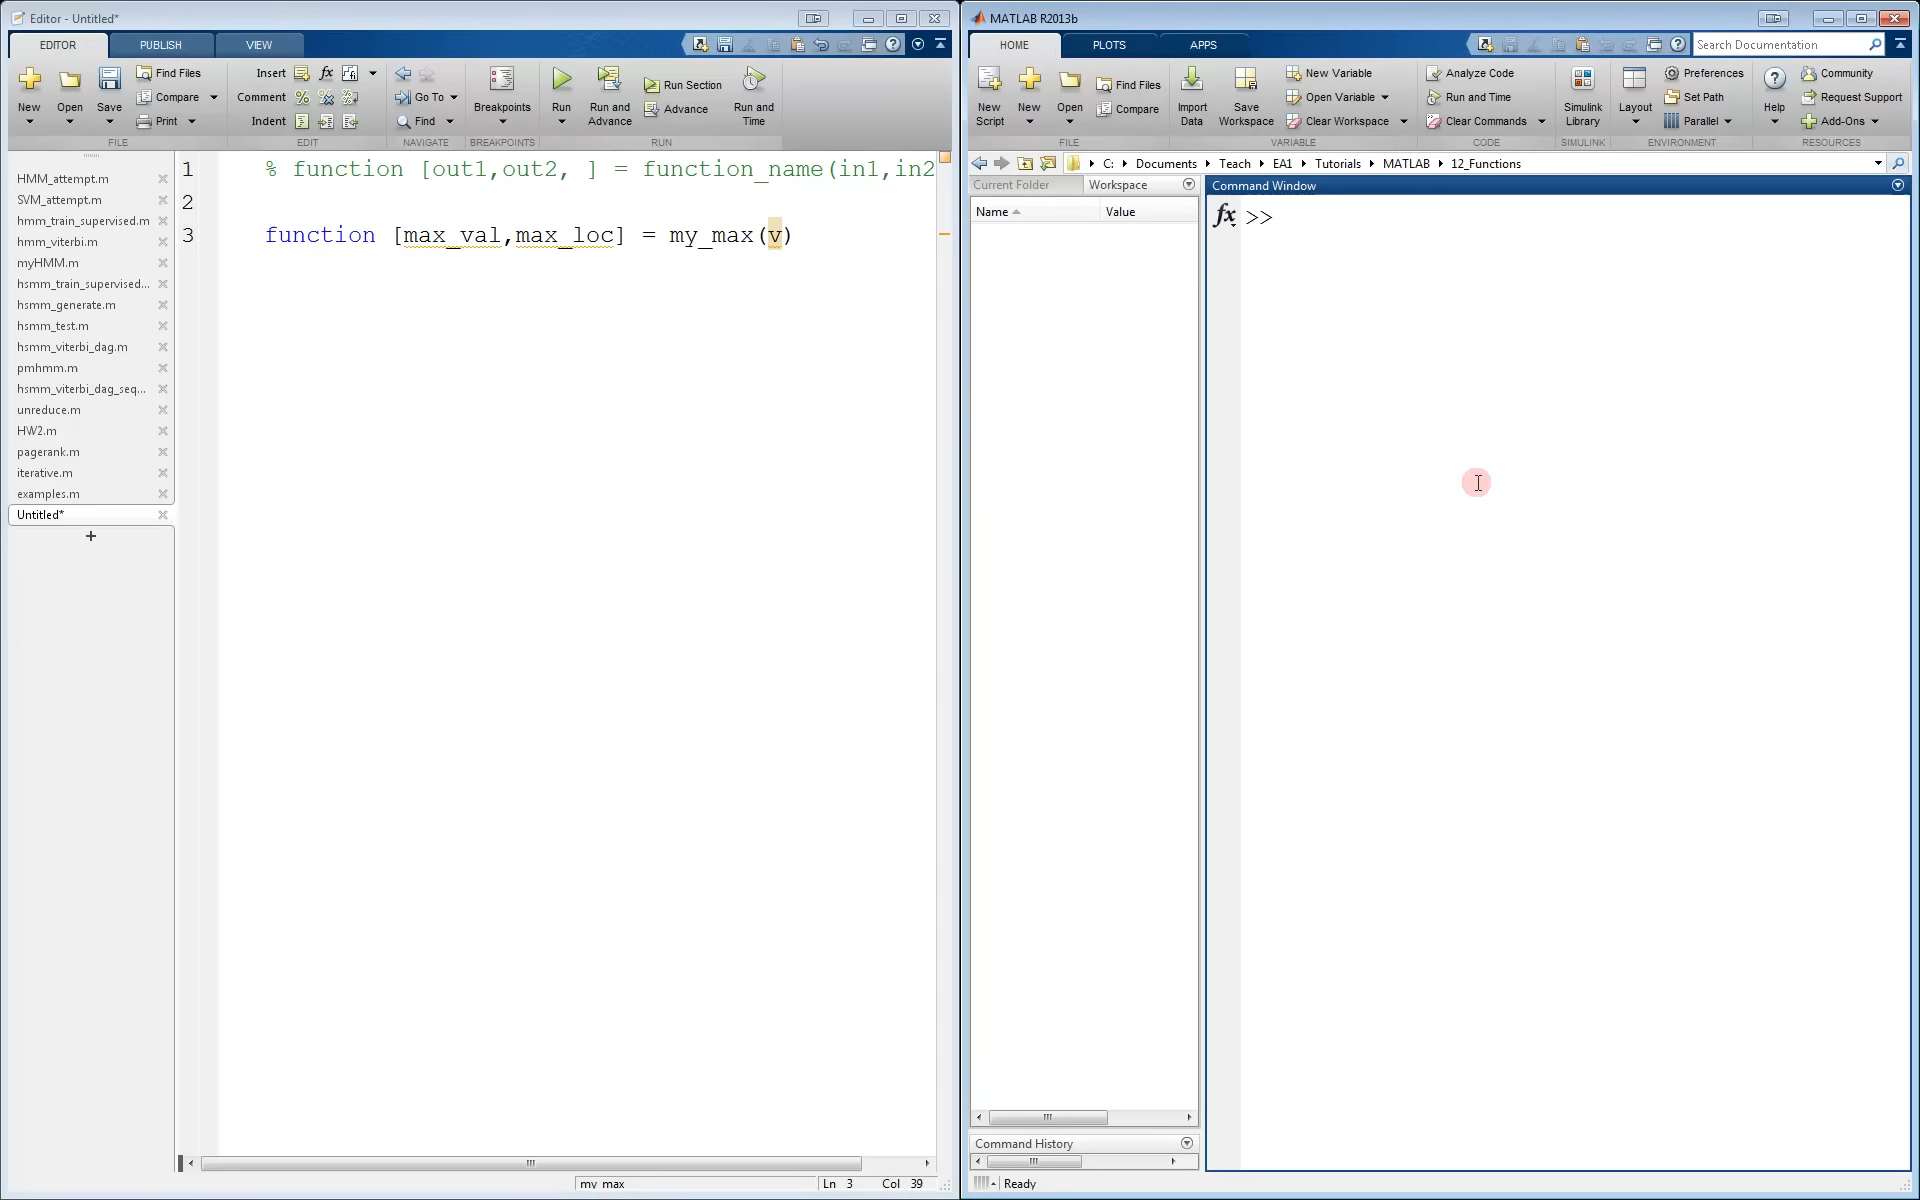 Editor - Untitled*
EDITOR PUBLISH VIEW
New Open Save Find Files Compare Print
FILE
Insert fx
Comment % %
Indent
EDIT
Go To Find
NAVIGATE
Breakpoints
BREAKPOINTS
Run Run and Advance Run Section Advance Run and Time
RUN
HMM_attempt.m
SVM_attempt.m
hmm_train_supervised.m
hmm_viterbi.m
myHMM.m
hsmm_train_supervised...
hsmm_generate.m
hsmm_test.m
hsmm_viterbi_dag.m
pmhmm.m
hsmm_viterbi_dag_seq...
unreduce.m
HW2.m
pagerank.m
iterative.m
examples.m
Untitled*
+
1 % function [out1,out2, ] = function_name(in1,in2
2
3 function [max_val,max_loc] = my_max(v)
my_max Ln 3 Col 39
MATLAB R2013b
HOME PLOTS APPS
Search Documentation
New Script New Open Find Files Compare
FILE
Import Data Save Workspace New Variable Open Variable Clear Workspace
VARIABLE
Analyze Code Run and Time Clear Commands
CODE
Simulink Library
SIMULINK
Layout Preferences Set Path Parallel
ENVIRONMENT
Help Community Request Support Add-Ons
RESOURCES
C: Documents Teach EA1 Tutorials MATLAB 12_Functions
Current Folder Workspace
Name Value
Command Window
fx >>
Command History
Ready